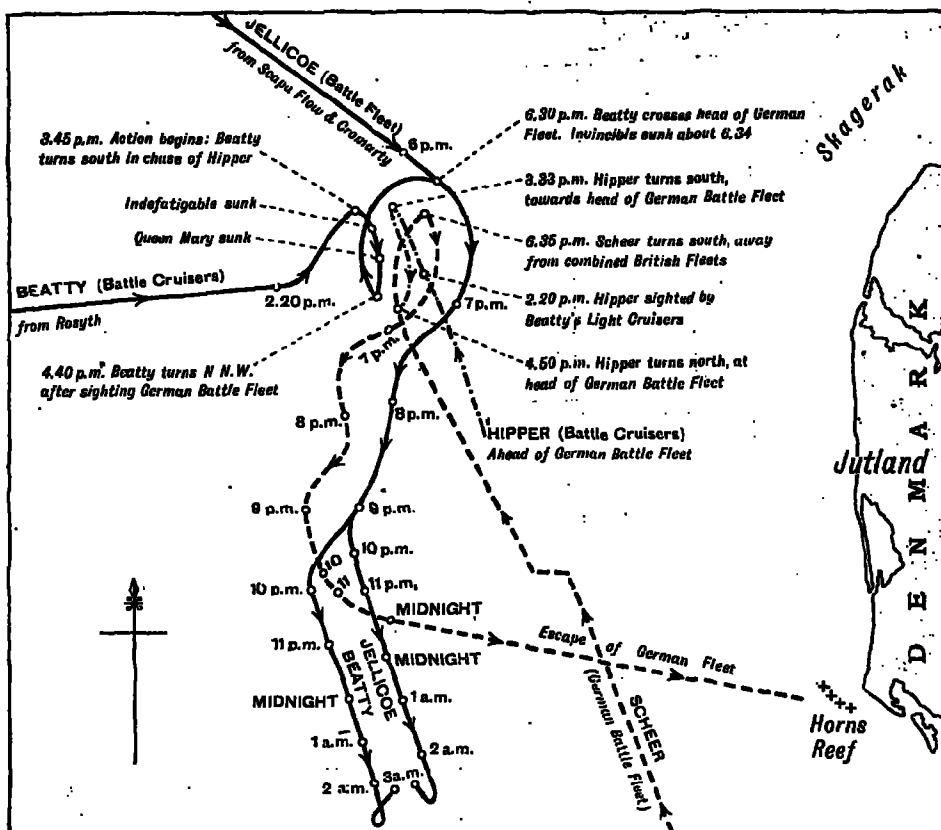 JELLICOE (Battle Fleet)
from Scapa Flow & Cromarty
Skagerak
6 p.m.
3.45 p.m. Action begins: Beatty
turns south in chase of Hipper
Indefatigable sunk
Queen Mary sunk
BEATTY (Battle Cruisers)
from Rosyth
2.20 p.m.
4.40 p.m. Beatty turns N N.W.
after sighting German Battle Fleet
6.30 p.m. Beatty crosses head of German
Fleet. Invincible sunk about 6.34
3.33 p.m. Hipper turns south,
towards head of German Battle Fleet
6.35 p.m. Scheer turns south, away
from combined British Fleets
2.20 p.m. Hipper sighted by
Beatty's Light Cruisers
4.50 p.m. Hipper turns north, at
head of German Battle Fleet
7 p.m.
7 p.m.
8 p.m.
8 p.m.
HIPPER (Battle Cruisers)
Ahead of German Battle Fleet
Jutland
DENMARK
9 p.m.
9 p.m.
10 p.m.
10
11
10 p.m.
11 p.m.
MIDNIGHT
Escape of German Fleet
11 p.m.
MIDNIGHT
JELLICOE
BEATTY
MIDNIGHT
1 a.m.
1 a.m.
2 a.m.
2 a.m.
3 a.m.
SCHEER
(German Battle Fleet)
Horns
Reef